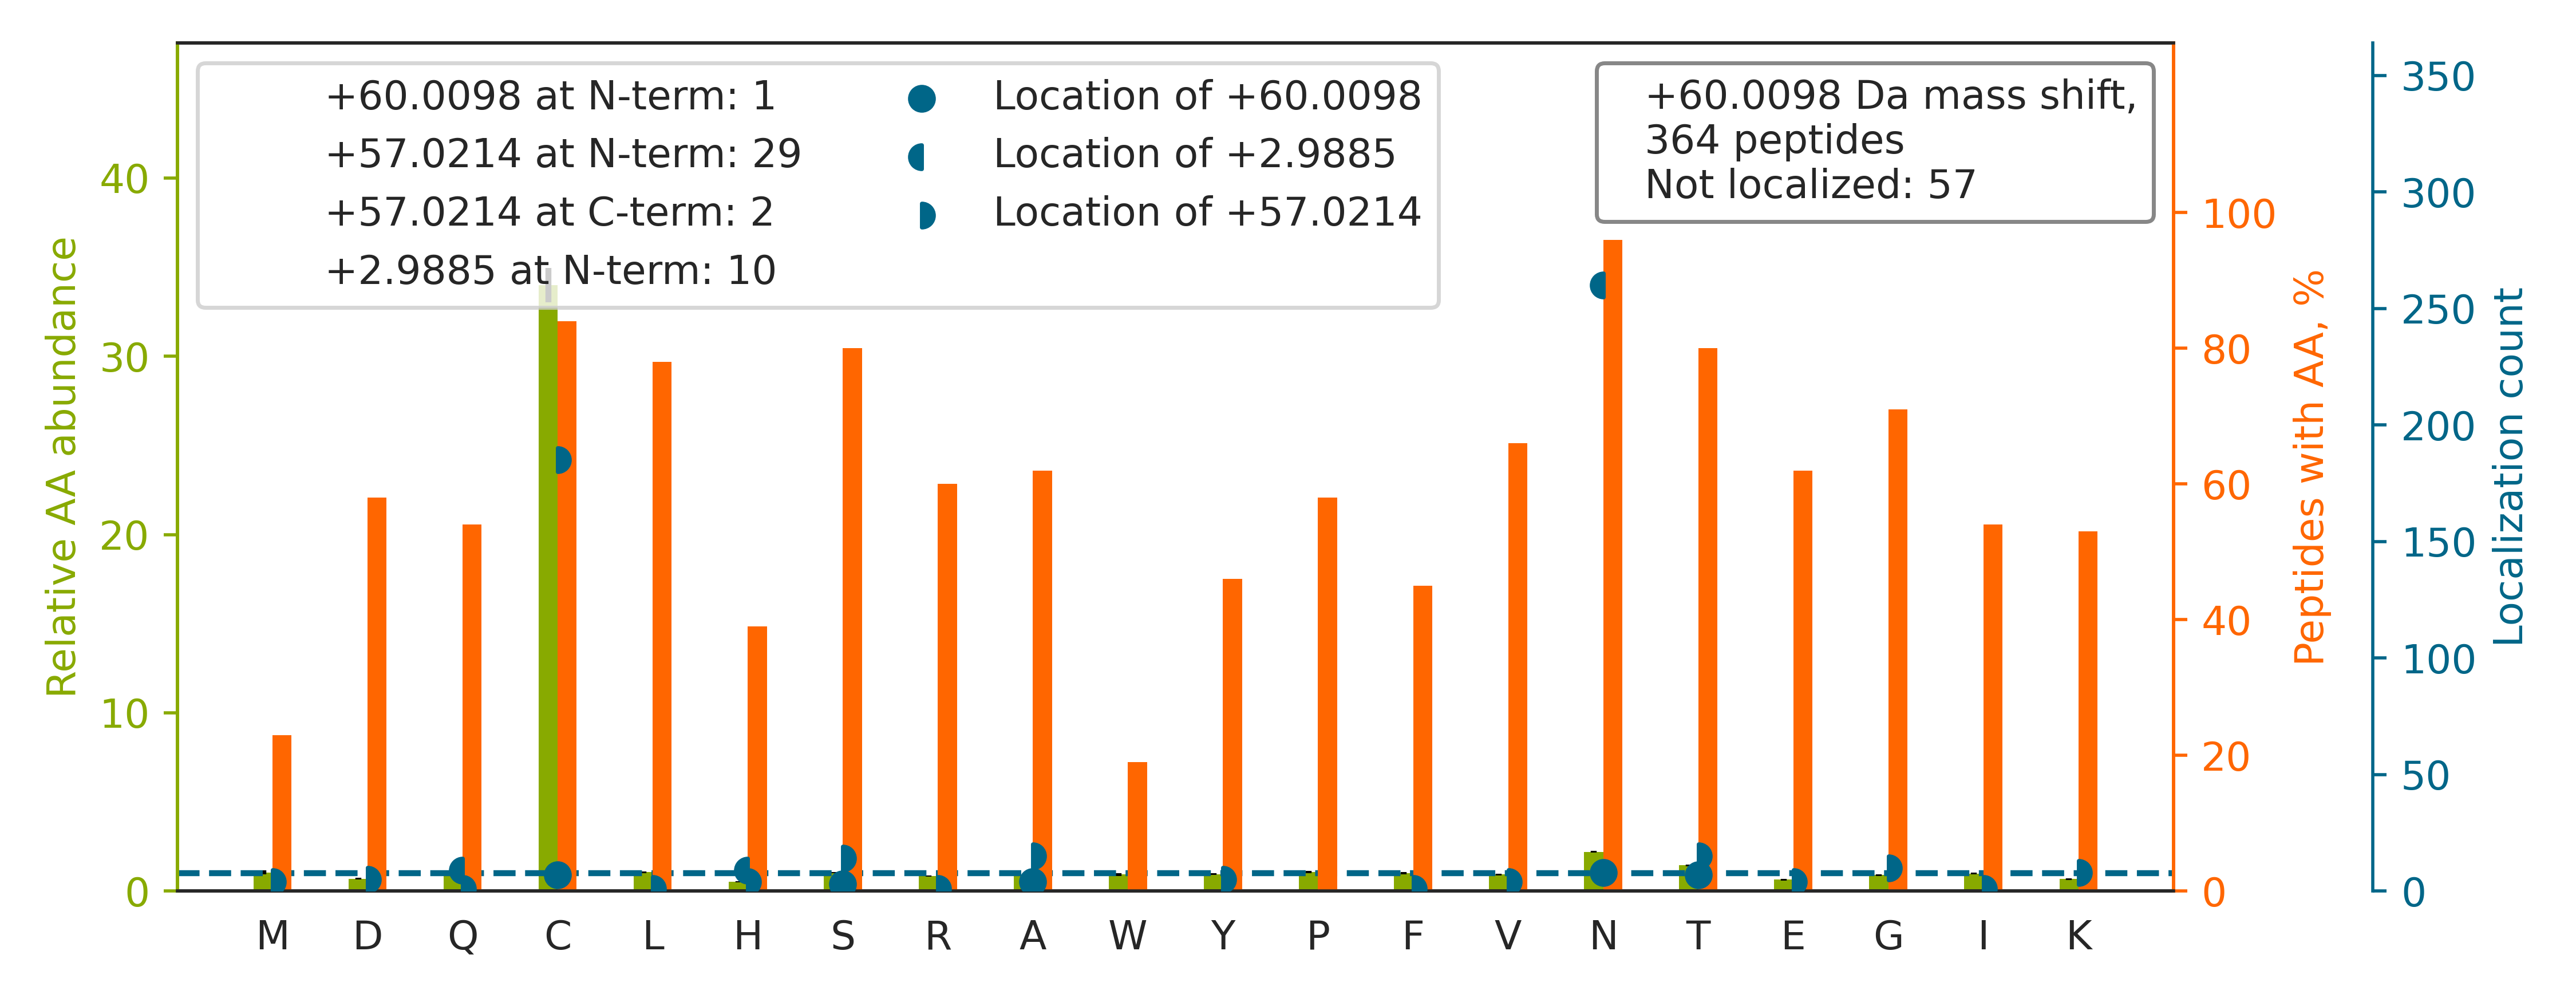 +60.0098 at N-term: 1
+57.0214 at N-term: 29
+57.0214 at C-term: 2
+2.9885 at N-term: 10
Location of +60.0098
Location of +2.9885
Location of +57.0214
+60.0098 Da mass shift,
364 peptides
Not localized: 57
Relative AA abundance
40
30
20
10
0
100
80
60
40
20
0
Peptides with AA, %
350
300
250
200
150
100
50
0
Localization count
M D Q C L H S R A W Y P F V N T E G I K